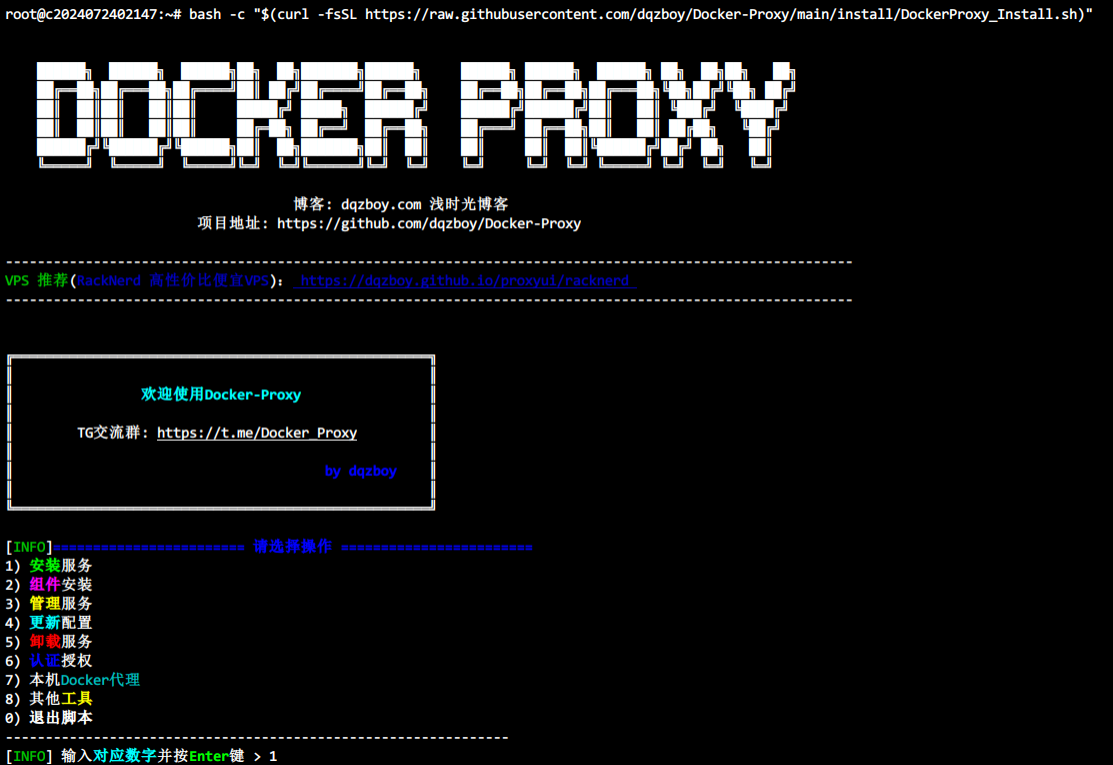 root@c2024072402147:~# bash -c "$(curl -fsSL https://raw.githubusercontent.com/dqzboy/Docker-Proxy/main/install/DockerProxy_Install.sh)"
DOCKER PROXY
博客: dqzboy.com 浅时光博客
项目地址: https://github.com/dqzboy/Docker-Proxy
----------------------------------------------------------------------------------------------------------
VPS 推荐(RackNerd 高性价比便宜VPS): https://dqzboy.github.io/proxyui/racknerd
----------------------------------------------------------------------------------------------------------
欢迎使用Docker-Proxy
TG交流群: https://t.me/Docker_Proxy
by dqzboy
[INFO]======================== 请选择操作 ========================
1) 安装服务
2) 组件安装
3) 管理服务
4) 更新配置
5) 卸载服务
6) 认证授权
7) 本机Docker代理
8) 其他工具
0) 退出脚本
---------------------------------------------------------------
[INFO] 输入对应数字并按Enter键 > 1